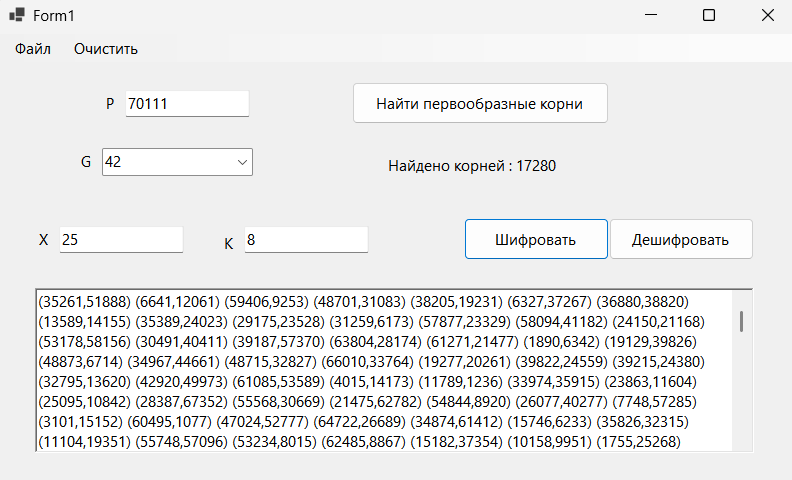 Form1
Файл Очистить
P 70111 Найти первообразные корни
G 42 Найдено корней : 17280
X 25 К 8 Шифровать Дешифровать
(35261,51888) (6641,12061) (59406,9253) (48701,31083) (38205,19231) (6327,37267) (36880,38820)
(13589,14155) (35389,24023) (29175,23528) (31259,6173) (57877,23329) (58094,41182) (24150,21168)
(53178,58156) (30491,40411) (39187,57370) (63804,28174) (61271,21477) (1890,6342) (19129,39826)
(48873,6714) (34967,44661) (48715,32827) (66010,33764) (19277,20261) (39822,24559) (39215,24380)
(32795,13620) (42920,49973) (61085,53589) (4015,14173) (11789,1236) (33974,35915) (23863,11604)
(25095,10842) (28387,67352) (55568,30669) (21475,62782) (54844,8920) (26077,40277) (7748,57285)
(3101,15152) (60495,1077) (47024,52777) (64722,26689) (34874,61412) (15746,6233) (35826,32315)
(11104,19351) (55748,57096) (53234,8015) (62485,8867) (15182,37354) (10158,9951) (1755,25268)